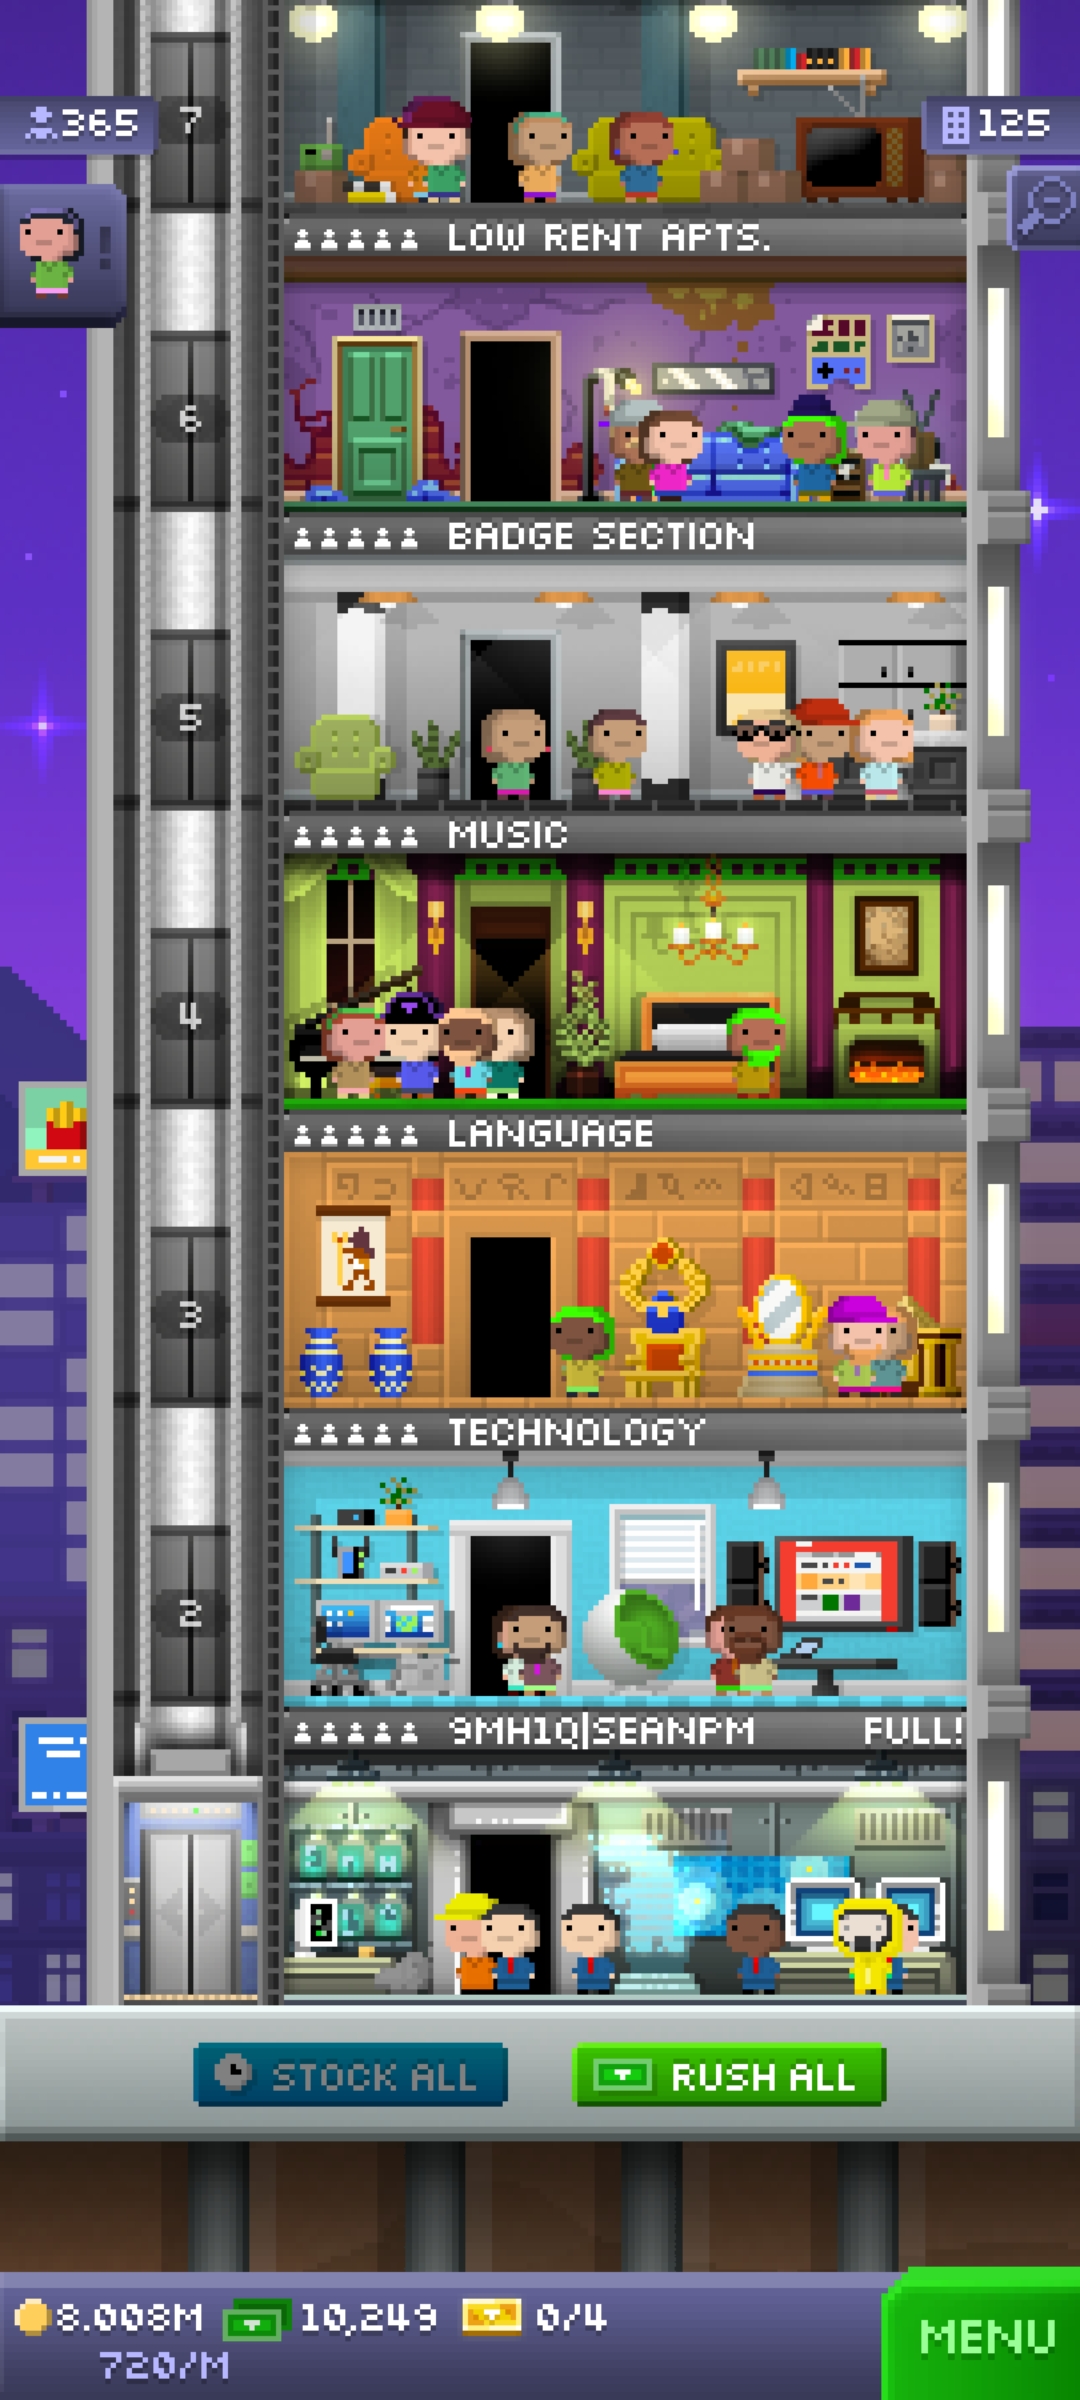 7
365
125
!
LOW RENT APTS.
6
BADGE SECTION
5
MUSIC
4
LANGUAGE
3
TECHNOLOGY
2
9MH1Q|SEANPM FULL!
STOCK ALL
RUSH ALL
8.008M
10,249
0/4
720/M
MENU